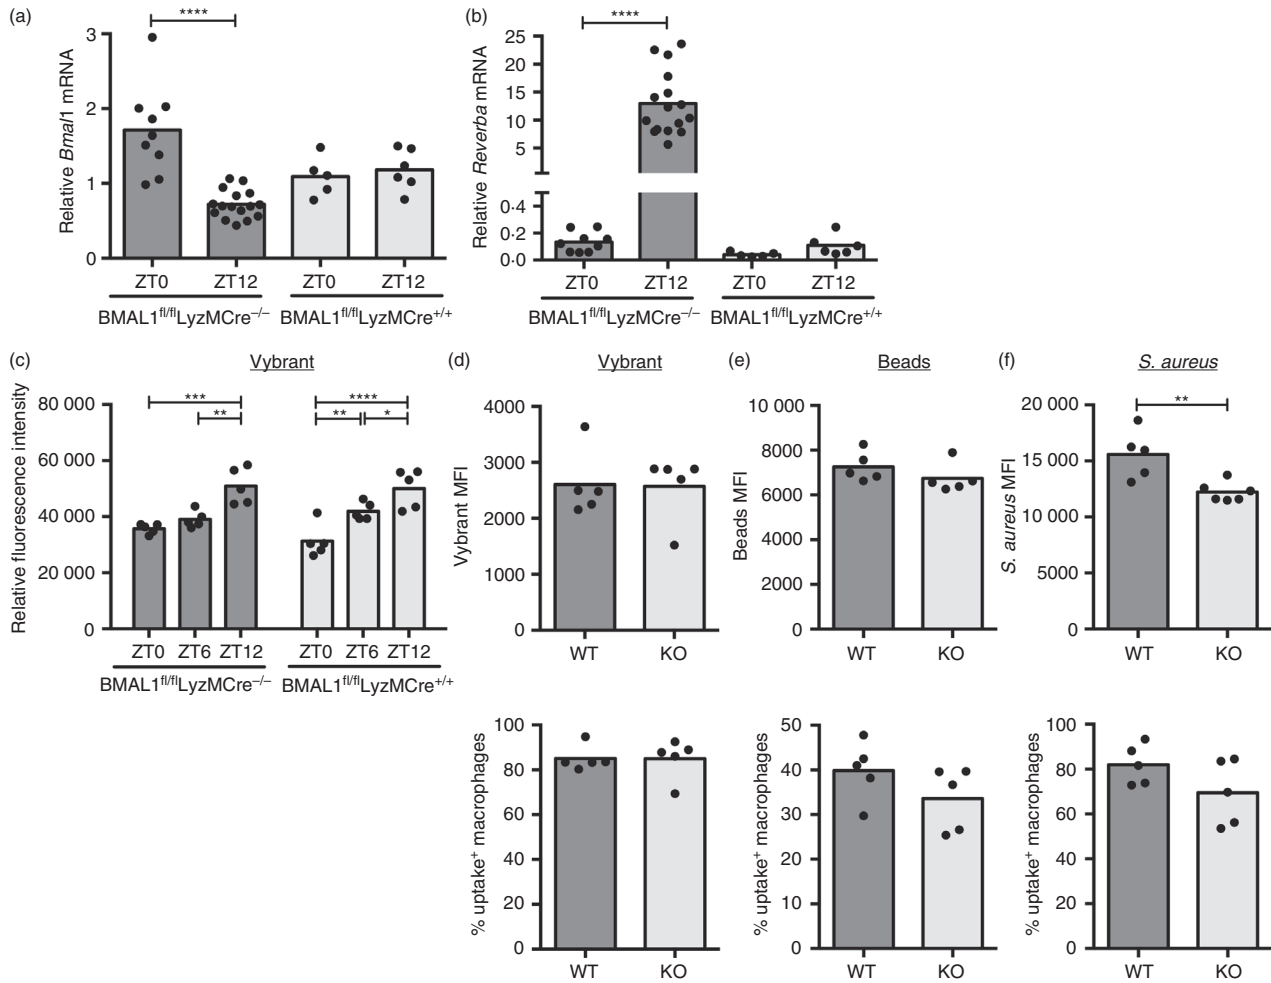 (a)
****
Relative Bmal1 mRNA
3
2
1
0
ZT0 ZT12 ZT0 ZT12
BMAL1fl/flLyzMCre–/– BMAL1fl/flLyzMCre+/+
(b)
****
Relative Reverba mRNA
25
20
15
10
5
0·4
0·2
0·0
ZT0 ZT12 ZT0 ZT12
BMAL1fl/flLyzMCre–/– BMAL1fl/flLyzMCre+/+
(c)
Vybrant
Relative fluorescence intensity
80 000
60 000
40 000
20 000
0
*** ****
** ** *
ZT0 ZT6 ZT12 ZT0 ZT6 ZT12
BMAL1fl/flLyzMCre–/– BMAL1fl/flLyzMCre+/+
(d)
Vybrant
Vybrant MFI
4000
3000
2000
1000
0
WT KO
% uptake+ macrophages
100
80
60
40
20
0
WT KO
(e)
Beads
Beads MFI
10 000
8000
6000
4000
2000
0
WT KO
% uptake+ macrophages
50
40
30
20
10
0
WT KO
(f)
S. aureus
**
S. aureus MFI
20 000
15 000
10 000
5000
0
WT KO
% uptake+ macrophages
100
80
60
40
20
0
WT KO